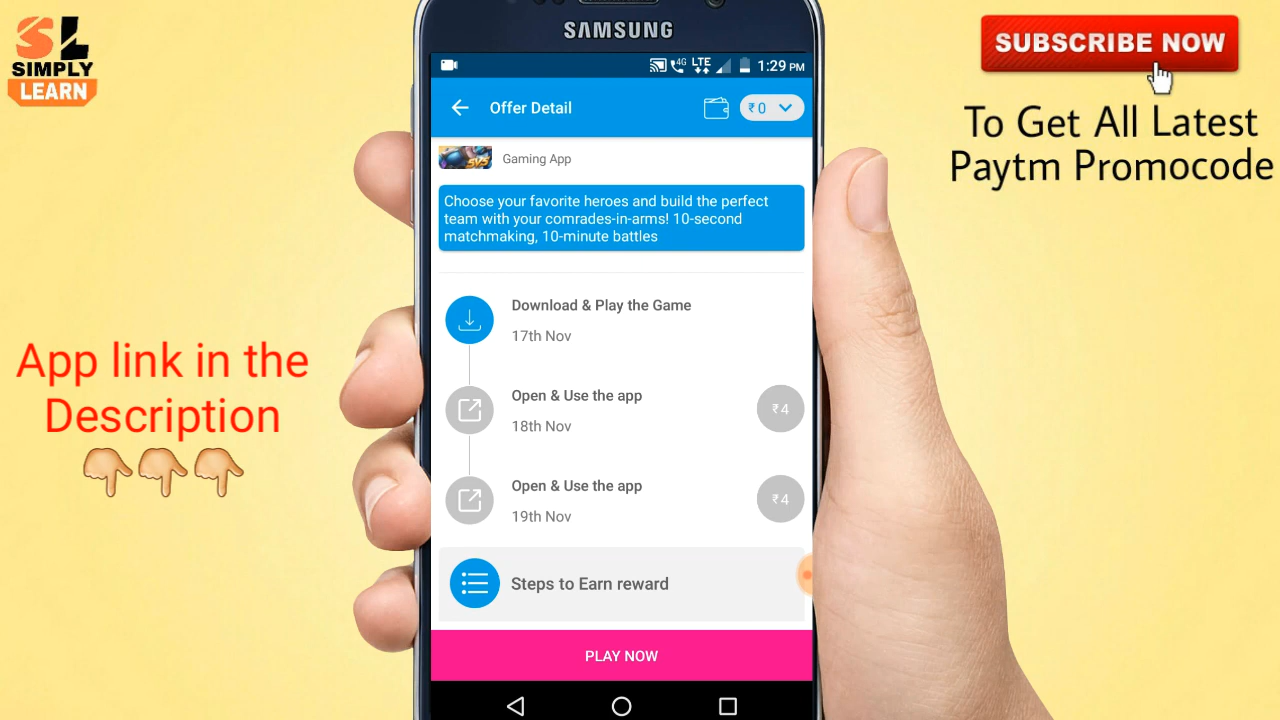 SL
SIMPLY
LEARN
SUBSCRIBE NOW
To Get All Latest
Paytm Promocode
App link in the
Description
SAMSUNG
4G LTE 1:29 PM
Offer Detail
₹ 0
5V5
Gaming App
Choose your favorite heroes and build the perfect
team with your comrades-in-arms! 10-second
matchmaking, 10-minute battles
Download & Play the Game
17th Nov
Open & Use the app
₹4
18th Nov
Open & Use the app
₹4
19th Nov
Steps to Earn reward
PLAY NOW